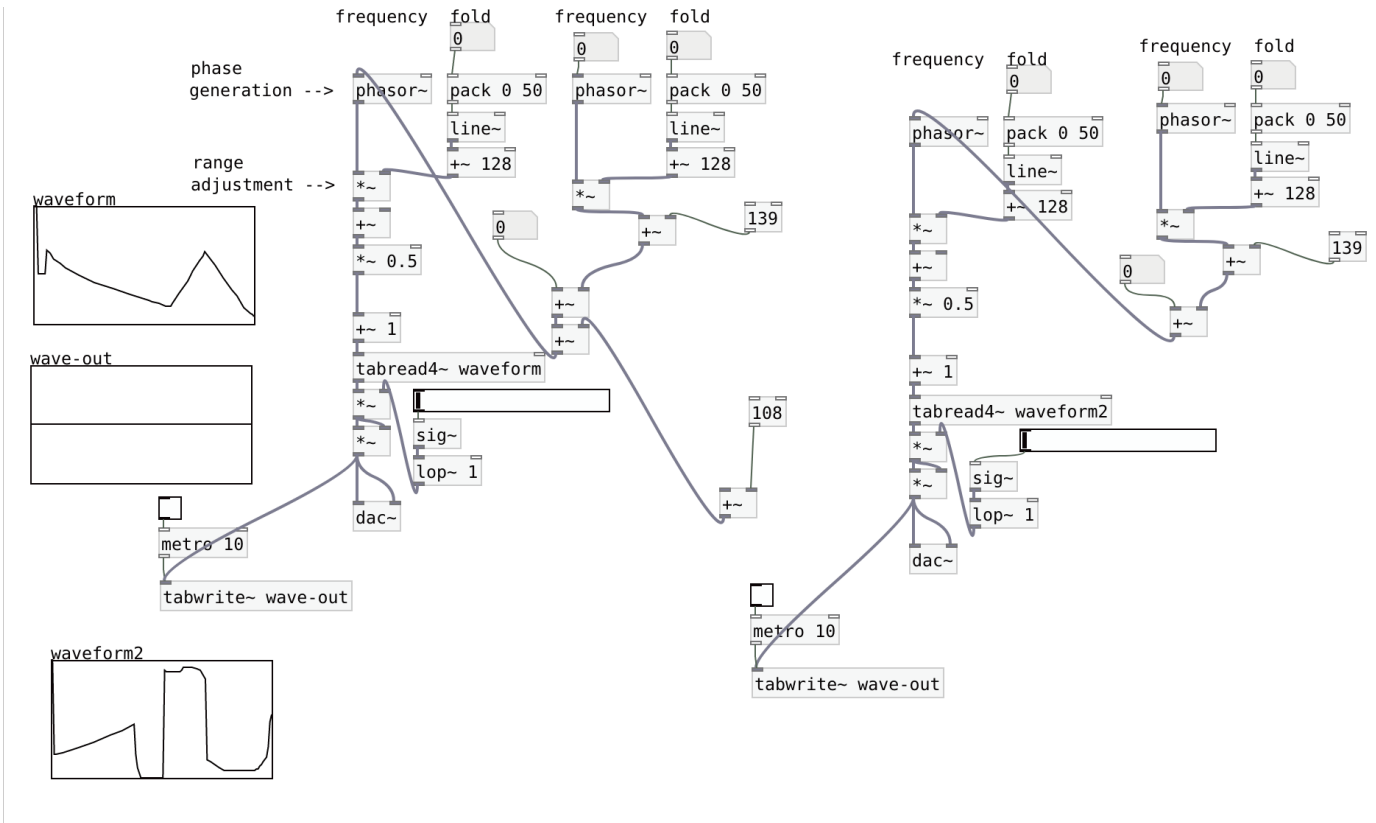 frequency fold frequency fold
0 0 0
frequency fold
frequency fold
0 0 0
phase
generation --> phasor~ pack 0 50 phasor~ pack 0 50
phasor~ pack 0 50
phasor~ pack 0 50
line~ line~
line~
line~
range
adjustment --> *~ +~ 128 *~ +~ 128
*~ +~ 128
*~ +~ 128
waveform
+~ 0 +~ 139
+~ 0 +~ 139
*~ 0.5 +~
*~ 0.5 +~
+~ 1 +~
+~ 1
wave-out
tabread4~ waveform
tabread4~ waveform2
*~ 108
*~ sig~
*~
*~ sig~
lop~ 1
lop~ 1
+~
dac~
dac~
metro 10
tabwrite~ wave-out
metro 10
tabwrite~ wave-out
waveform2